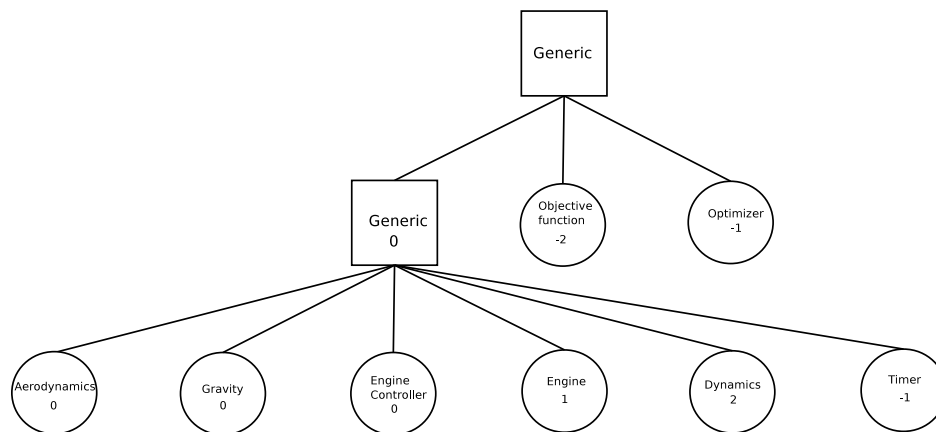 Generic
Generic
0
Objective
function
-2
Optimizer
-1
Aerodynamics
0
Gravity
0
Engine
Controller
0
Engine
1
Dynamics
2
Timer
-1